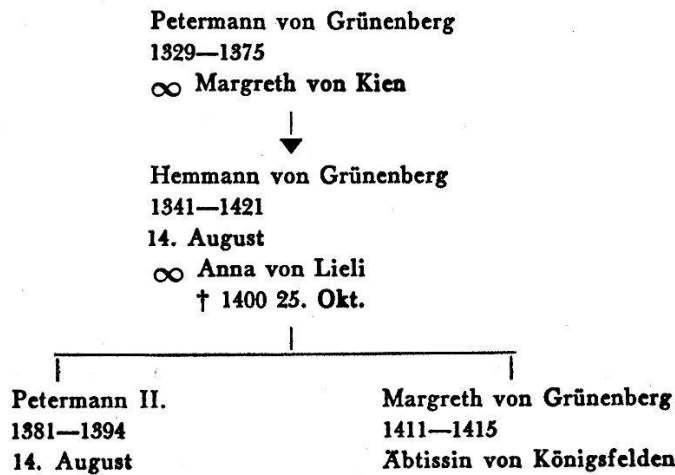 Petermann von Grünenberg
1329—1375
∞ Margreth von Kien
Hemmann von Grünenberg
1341—1421
14. August
∞ Anna von Lieli
† 1400 25. Okt.
Petermann II.
1381—1394
14. August
Margreth von Grünenberg
1411—1415
Äbtissin von Königsfelden